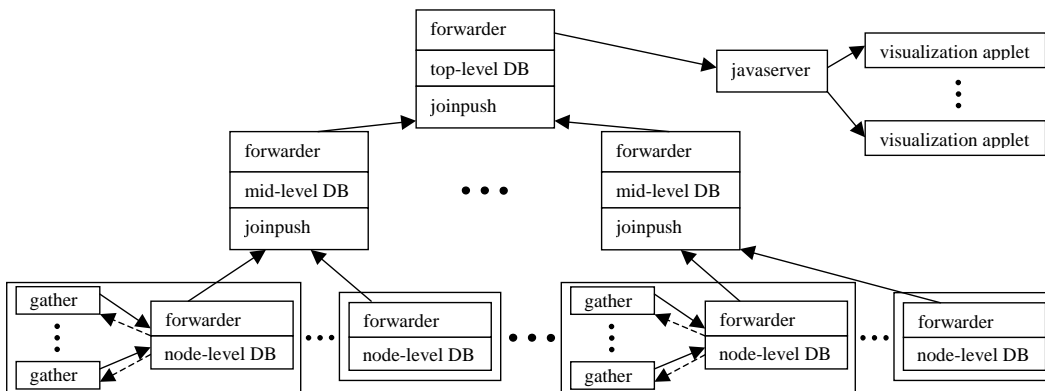 forwarder
top-level DB
joinpush
javaserver
visualization applet
visualization applet
forwarder
mid-level DB
joinpush
forwarder
mid-level DB
joinpush
gather
gather
forwarder
node-level DB
forwarder
node-level DB
gather
gather
forwarder
node-level DB
forwarder
node-level DB